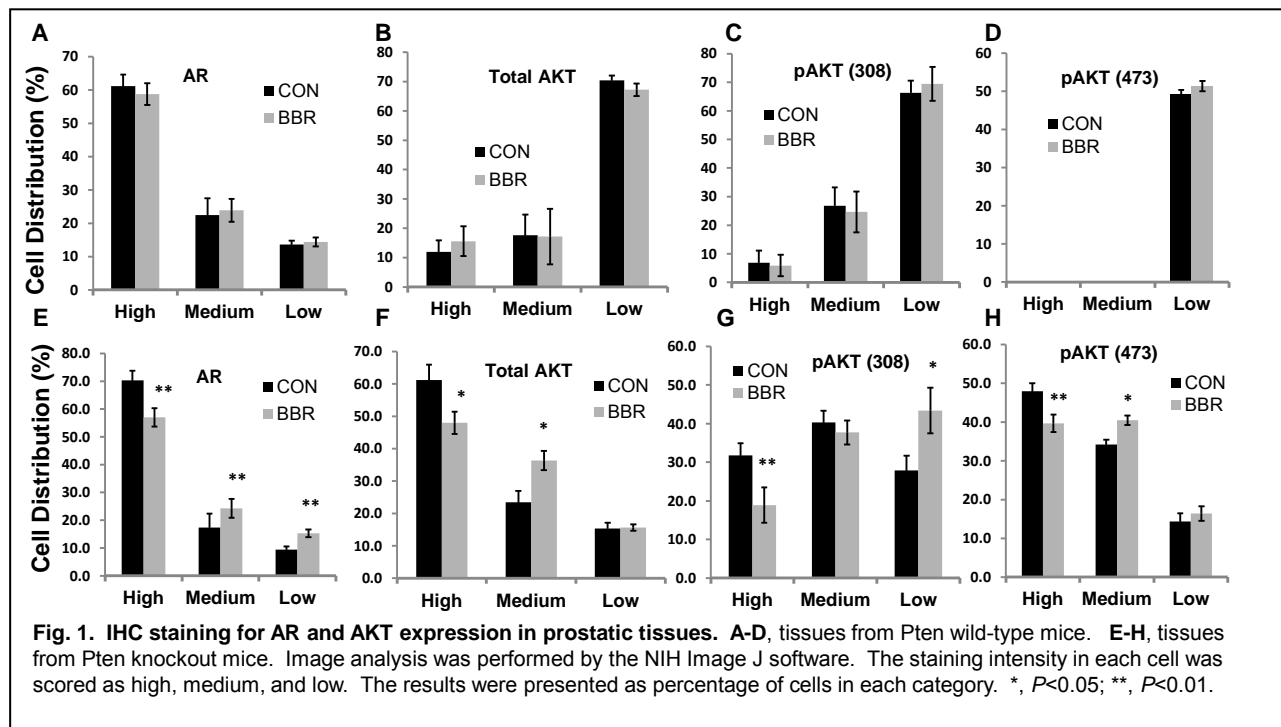 A
AR
CON
BBR
Cell Distribution (%)
70
60
50
40
30
20
10
0
High Medium Low
B
Total AKT
CON
BBR
80
70
60
50
40
30
20
10
0
High Medium Low
C
pAKT (308)
CON
BBR
80
70
60
50
40
30
20
10
0
High Medium Low
D
pAKT (473)
CON
BBR
60
50
40
30
20
10
0
High Medium Low
E
AR
CON
BBR
Cell Distribution (%)
80.0
70.0
60.0
50.0
40.0
30.0
20.0
10.0
0.0
**
**
**
High Medium Low
F
Total AKT
CON
BBR
70.0
60.0
50.0
40.0
30.0
20.0
10.0
0.0
*
*
High Medium Low
G
pAKT (308)
CON
BBR
60.0
50.0
40.0
30.0
20.0
10.0
0.0
**
*
High Medium Low
H
pAKT (473)
CON
BBR
60.0
50.0
40.0
30.0
20.0
10.0
0.0
**
*
High Medium Low
Fig. 1. IHC staining for AR and AKT expression in prostatic tissues. A-D, tissues from Pten wild-type mice. E-H, tissues
from Pten knockout mice. Image analysis was performed by the NIH Image J software. The staining intensity in each cell was
scored as high, medium, and low. The results were presented as percentage of cells in each category. *, P<0.05; **, P<0.01.